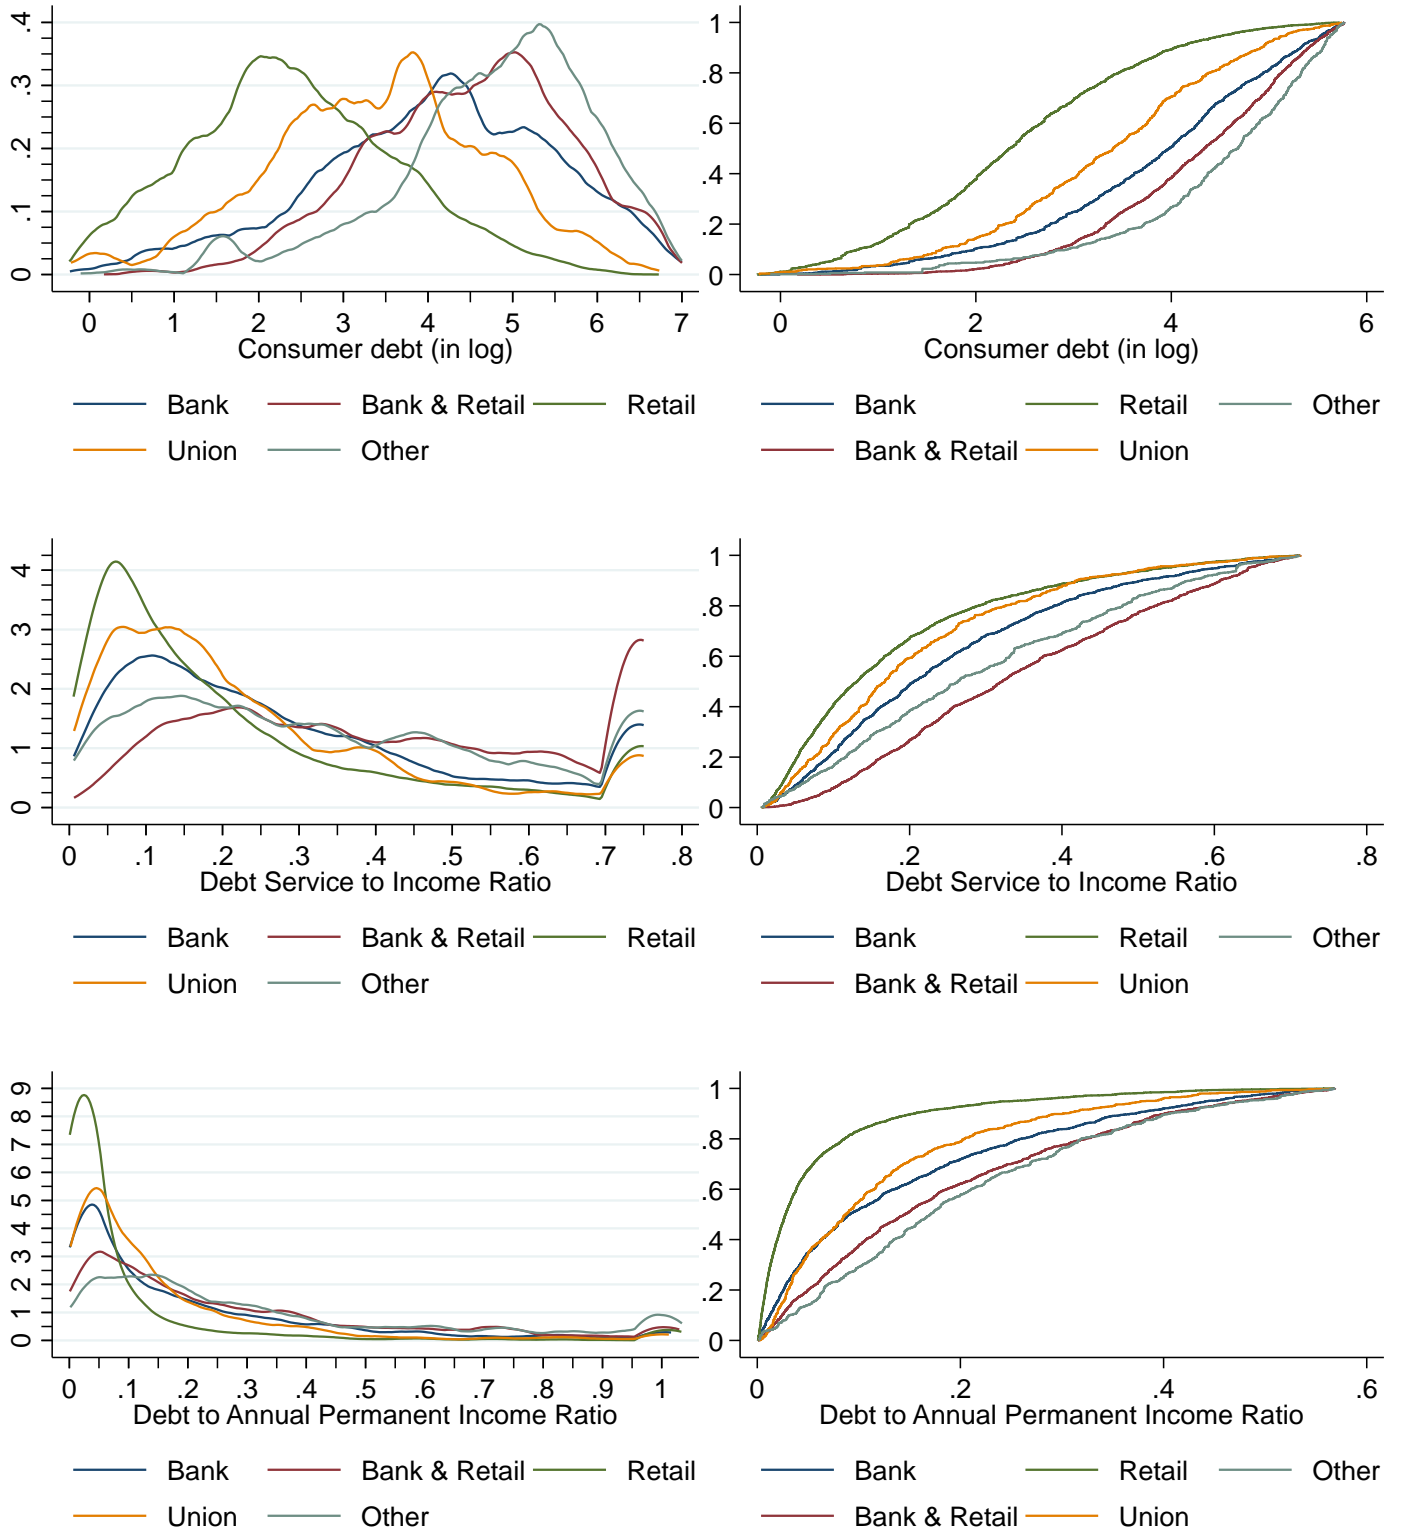 0 .1 .2 .3 .4
0 1 2 3 4 5 6 7
Consumer debt (in log)
Bank Bank & Retail Retail
Union Other
0 .2 .4 .6 .8 1
0 2 4 6
Consumer debt (in log)
Bank Retail Other
Bank & Retail Union
0 1 2 3 4
0 .1 .2 .3 .4 .5 .6 .7 .8
Debt Service to Income Ratio
Bank Bank & Retail Retail
Union Other
0 .2 .4 .6 .8 1
0 .2 .4 .6 .8
Debt Service to Income Ratio
Bank Retail Other
Bank & Retail Union
0 1 2 3 4 5 6 7 8 9
0 .1 .2 .3 .4 .5 .6 .7 .8 .9 1
Debt to Annual Permanent Income Ratio
Bank Bank & Retail Retail
Union Other
0 .2 .4 .6 .8 1
0 .2 .4 .6
Debt to Annual Permanent Income Ratio
Bank Retail Other
Bank & Retail Union